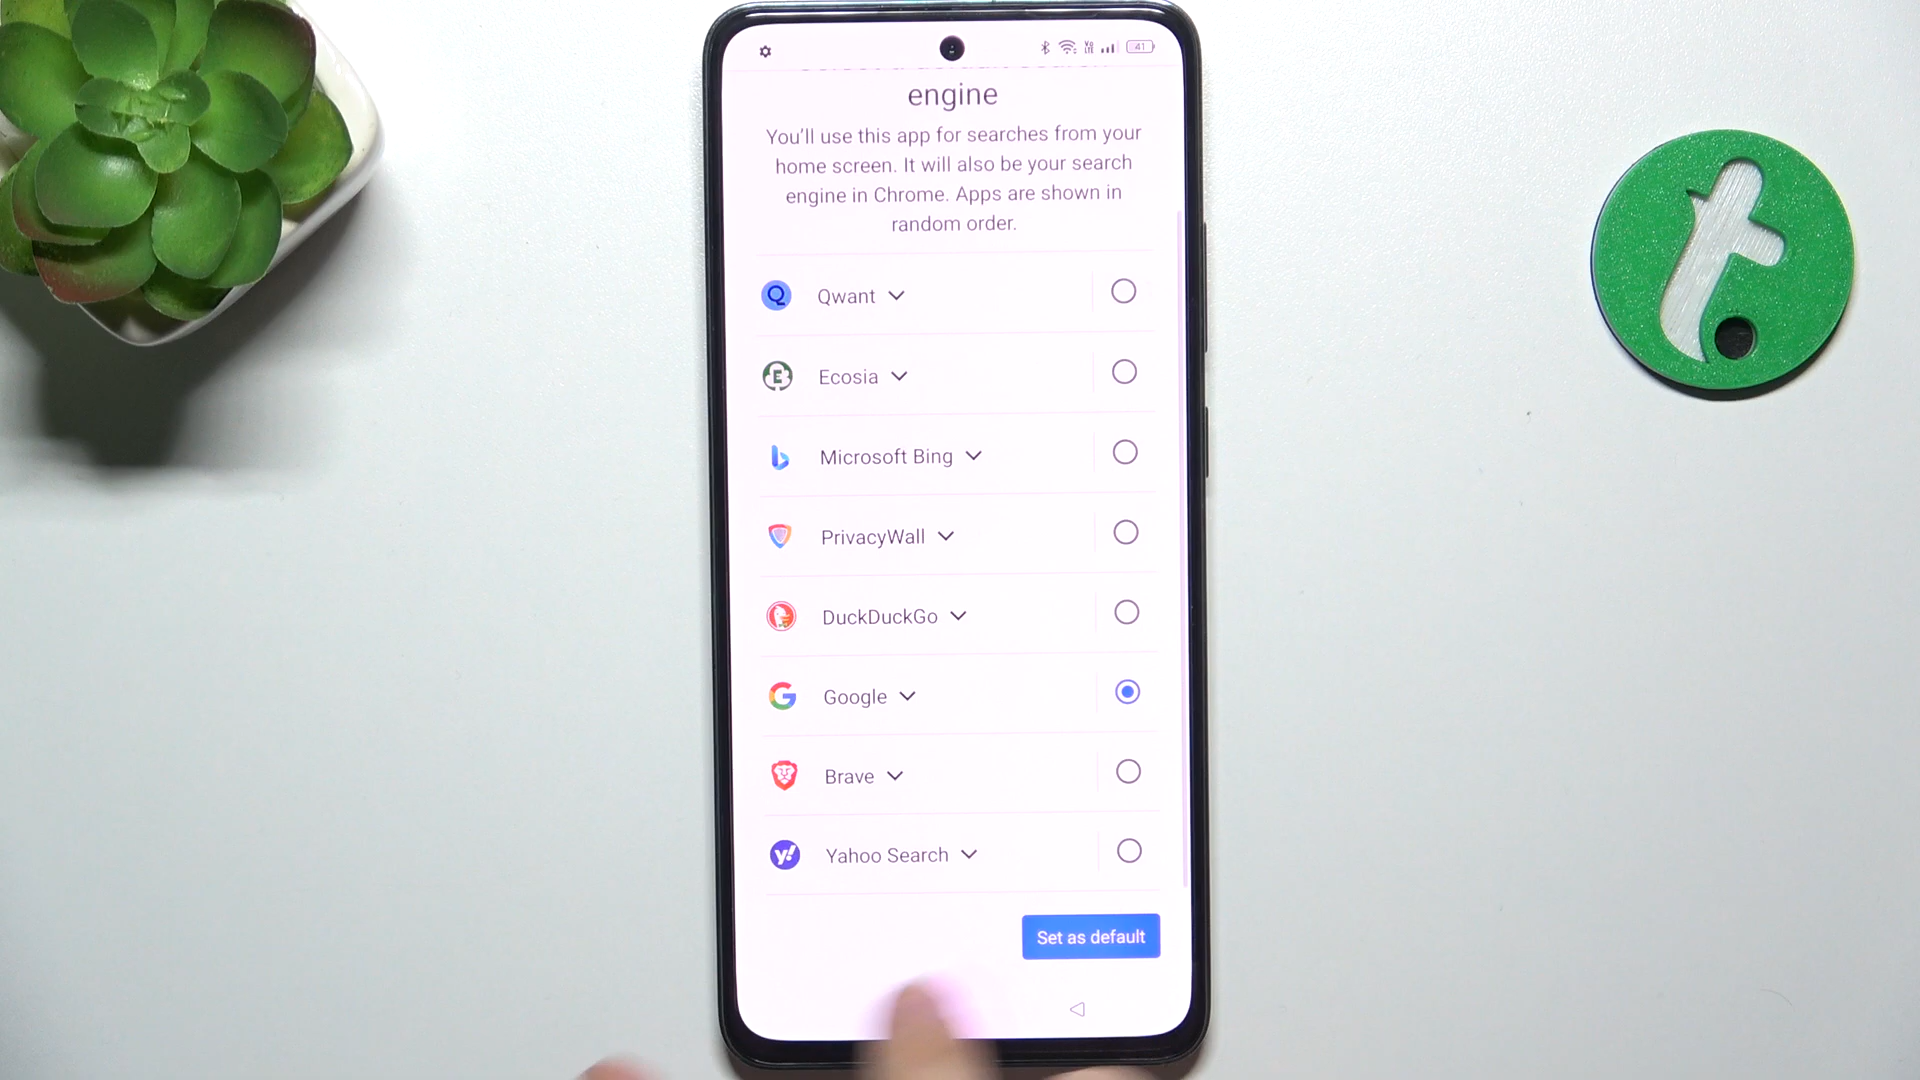 41
engine
You'll use this app for searches from your
home screen. It will also be your search
engine in Chrome. Apps are shown in
random order.
Qwant
Ecosia
Microsoft Bing
PrivacyWall
DuckDuckGo
Google
Brave
Yahoo Search
Set as default